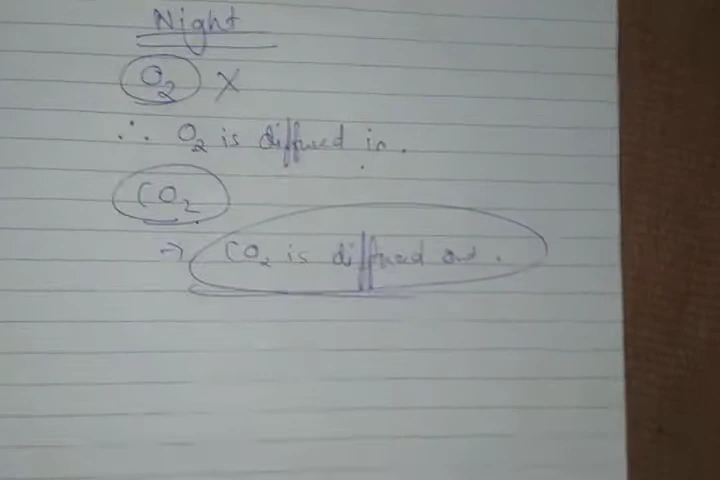 Night
O₂ X
∴ O₂ is diffused in.
CO₂
→ CO₂ is diffused out.